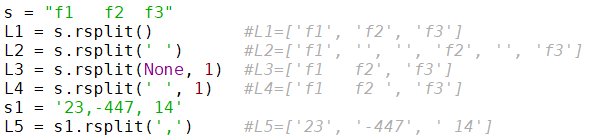 s = "f1   f2  f3"
L1 = s.rsplit()         #L1=['f1', 'f2', 'f3']
L2 = s.rsplit(' ')      #L2=['f1', '', '', 'f2', '', 'f3']
L3 = s.rsplit(None, 1)  #L3=['f1   f2', 'f3']
L4 = s.rsplit(' ', 1)   #L4=['f1   f2 ', 'f3']
s1 = '23,-447, 14'
L5 = s1.rsplit(',')     #L5=['23', '-447', ' 14']